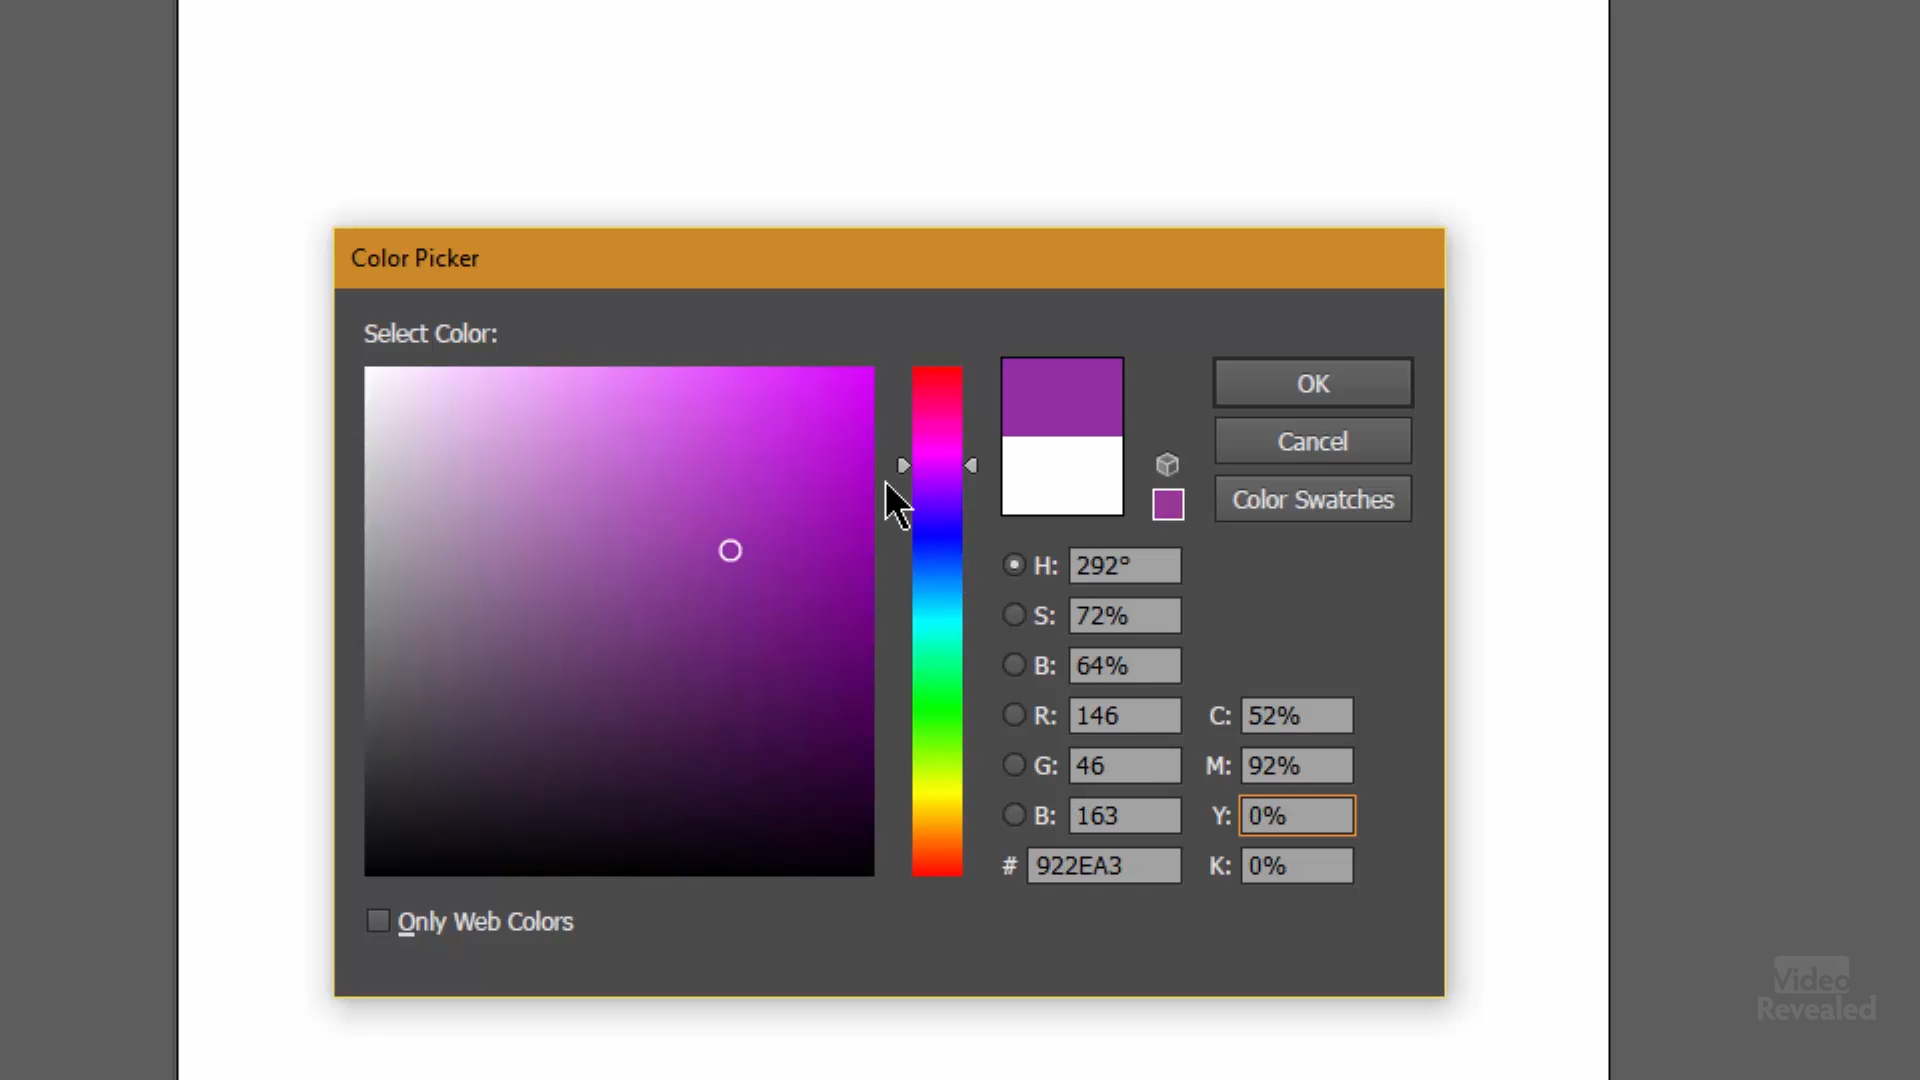 Color Picker
Select Color:
OK
Cancel
Color Swatches
H: 292°
S: 72%
B: 64%
R: 146 C: 52%
G: 46 M: 92%
B: 163 Y: 0%
# 922EA3 K: 0%
Only Web Colors
Video
Revealed